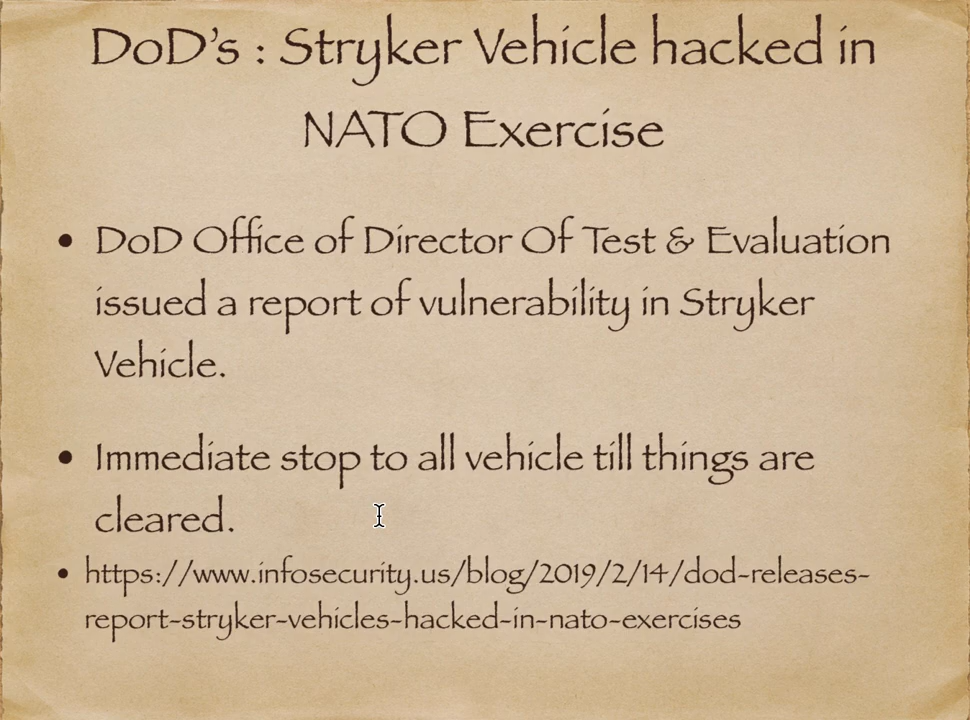 DoD's : Stryker Vehicle hacked in
NATO Exercise
• DoD Office of Director Of Test & Evaluation
issued a report of vulnerability in Stryker
Vehicle.
• Immediate stop to all vehicle till things are
cleared.
• https://www.infosecurity.us/blog/2019/2/14/dod-releases-
report-stryker-vehicles-hacked-in-nato-exercises